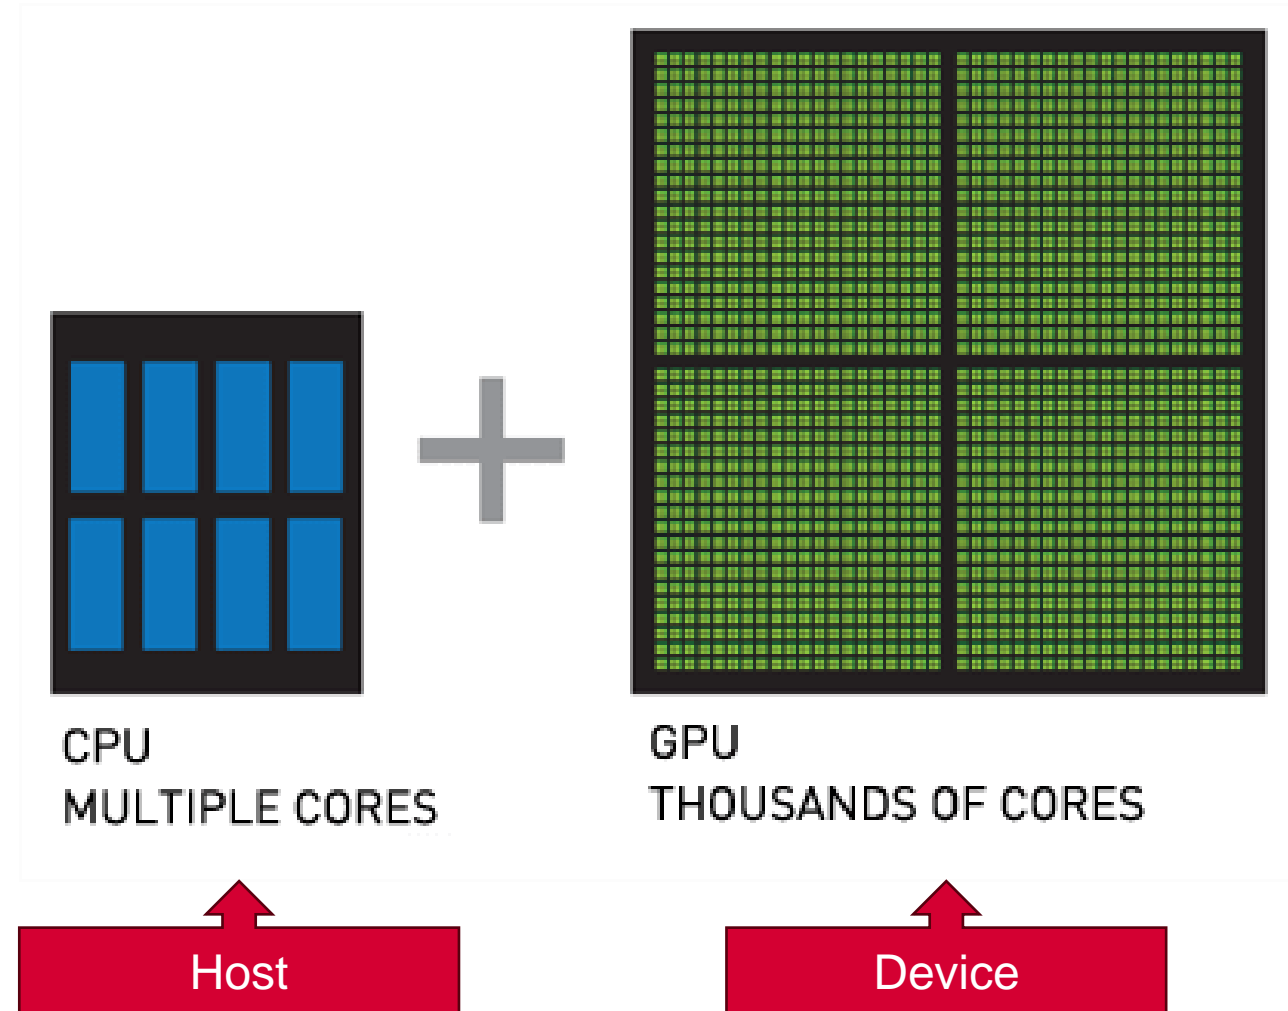 CPU
MULTIPLE CORES
GPU
THOUSANDS OF CORES
Host
Device